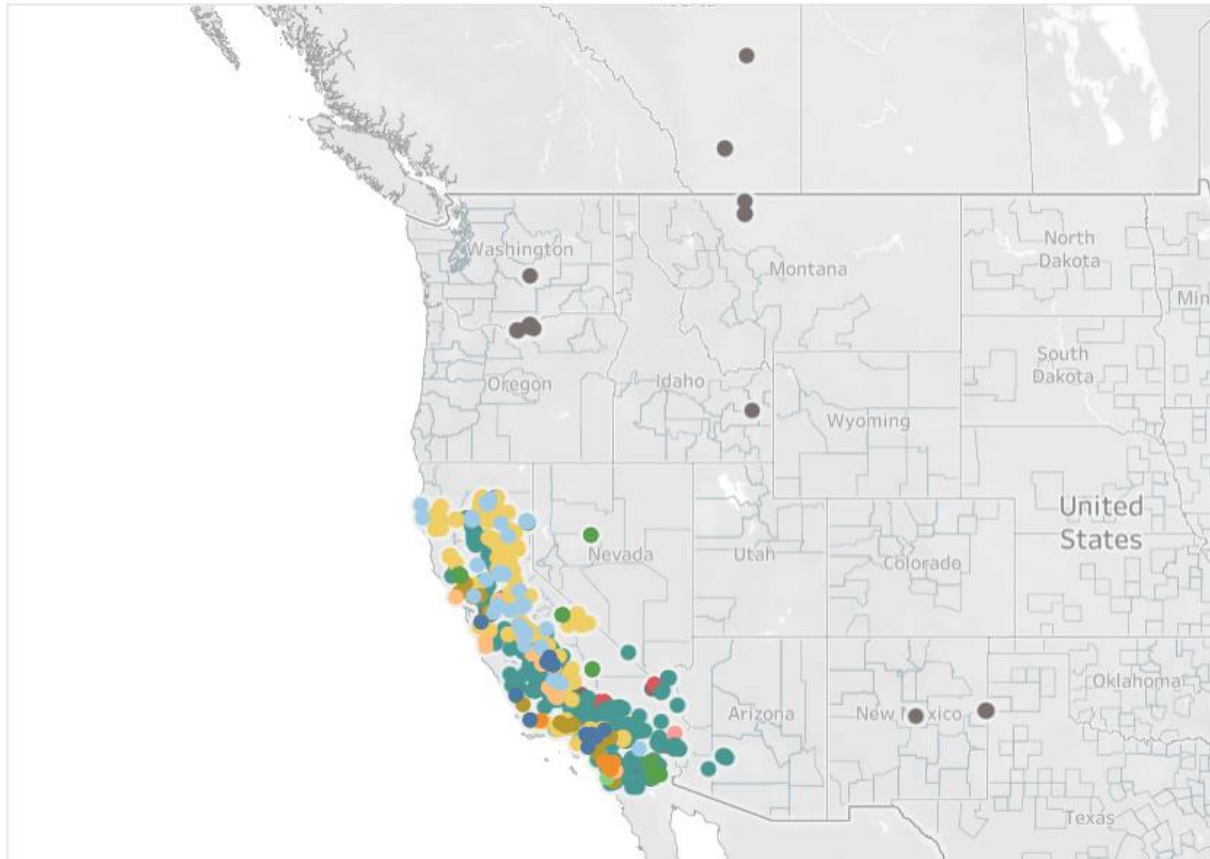 Washington
North
Dakota
Montana
Min
South
Dakota
Oregon
Idaho
Wyoming
United
States
Nevada
Utah
Colorado
Oklahoma
Arizona
Texas